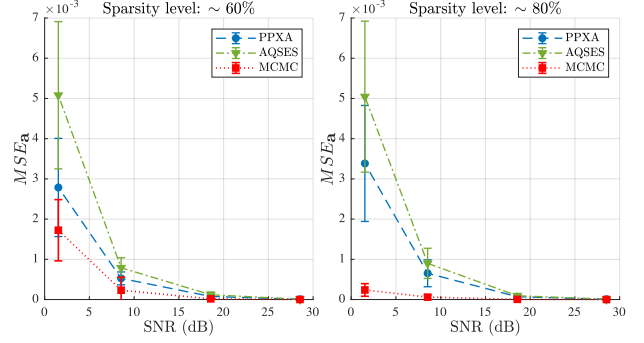 ×10⁻³ Sparsity level: ~ 60%
7
6
5
4
3
2
1
0
MSEa
0 5 10 15 20 25 30
SNR (dB)
PPXA
AQSES
MCMC
×10⁻³ Sparsity level: ~ 80%
7
6
5
4
3
2
1
0
MSEa
0 5 10 15 20 25 30
SNR (dB)
PPXA
AQSES
MCMC